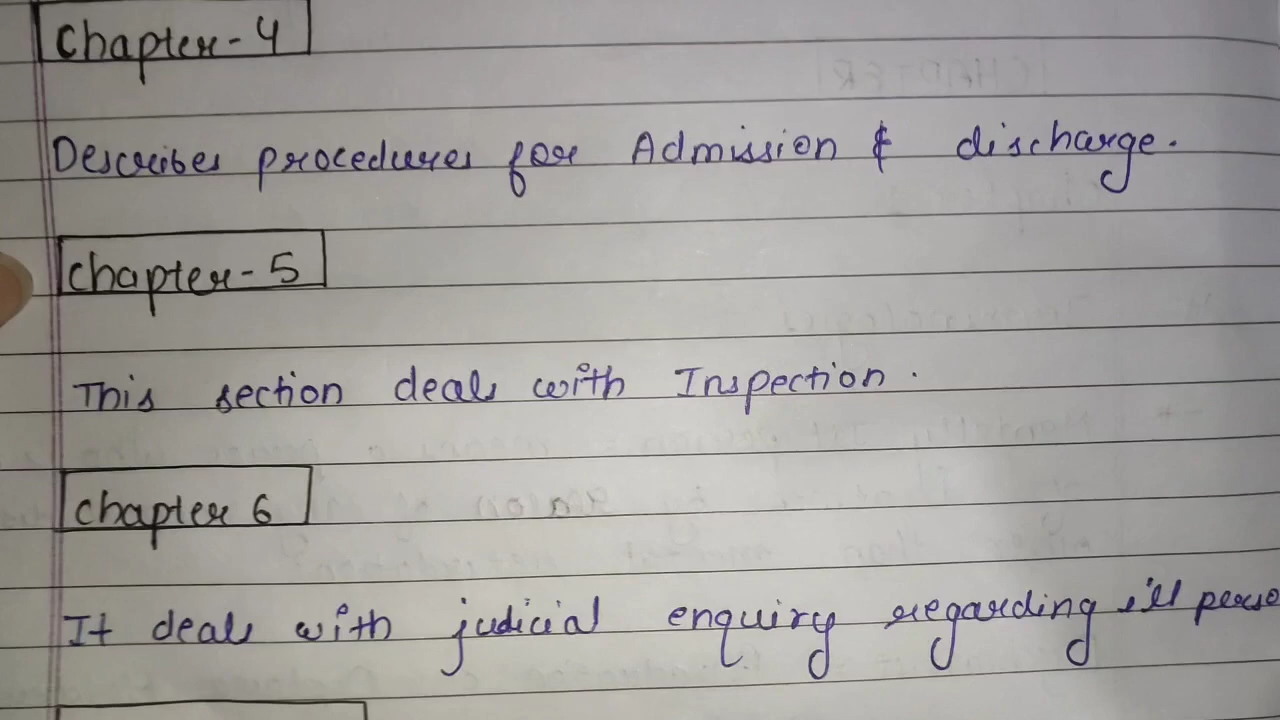 Chapter-4
Describes procedures for Admission & discharge.
Chapter-5
This section deals with Inspection.
Chapter 6
It deals with judicial enquiry regarding ill perso